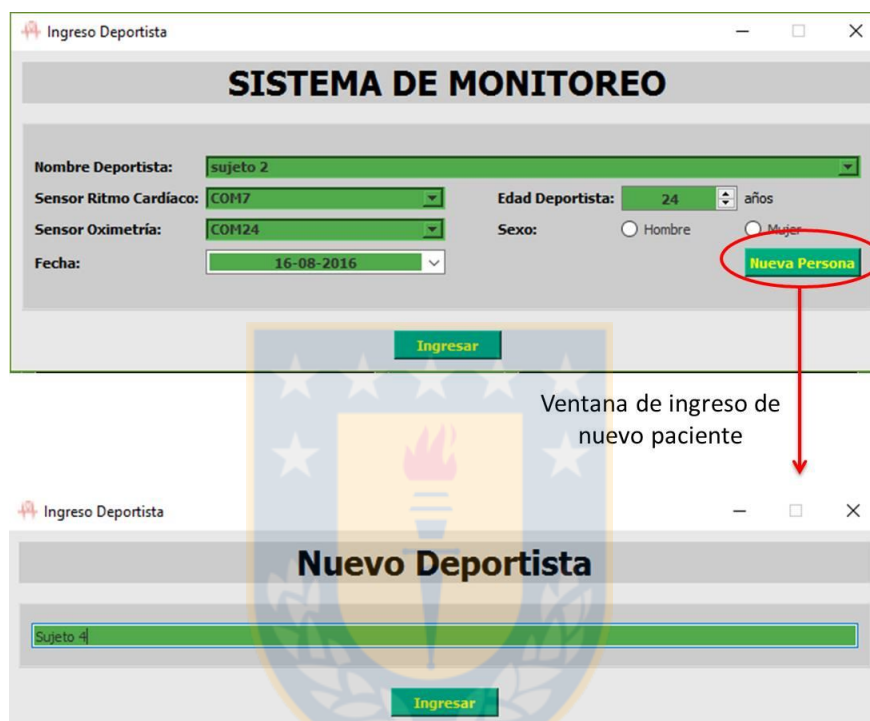 Ingreso Deportista
SISTEMA DE MONITOREO
Nombre Deportista: sujeto 2
Sensor Ritmo Cardíaco: COM7 Edad Deportista: 24 años
Sensor Oximetría: COM24 Sexo: Hombre Mujer
Fecha: 16-08-2016 Nueva Persona
Ingresar
Ventana de ingreso de
nuevo paciente
Ingreso Deportista
Nuevo Deportista
Sujeto 4
Ingresar